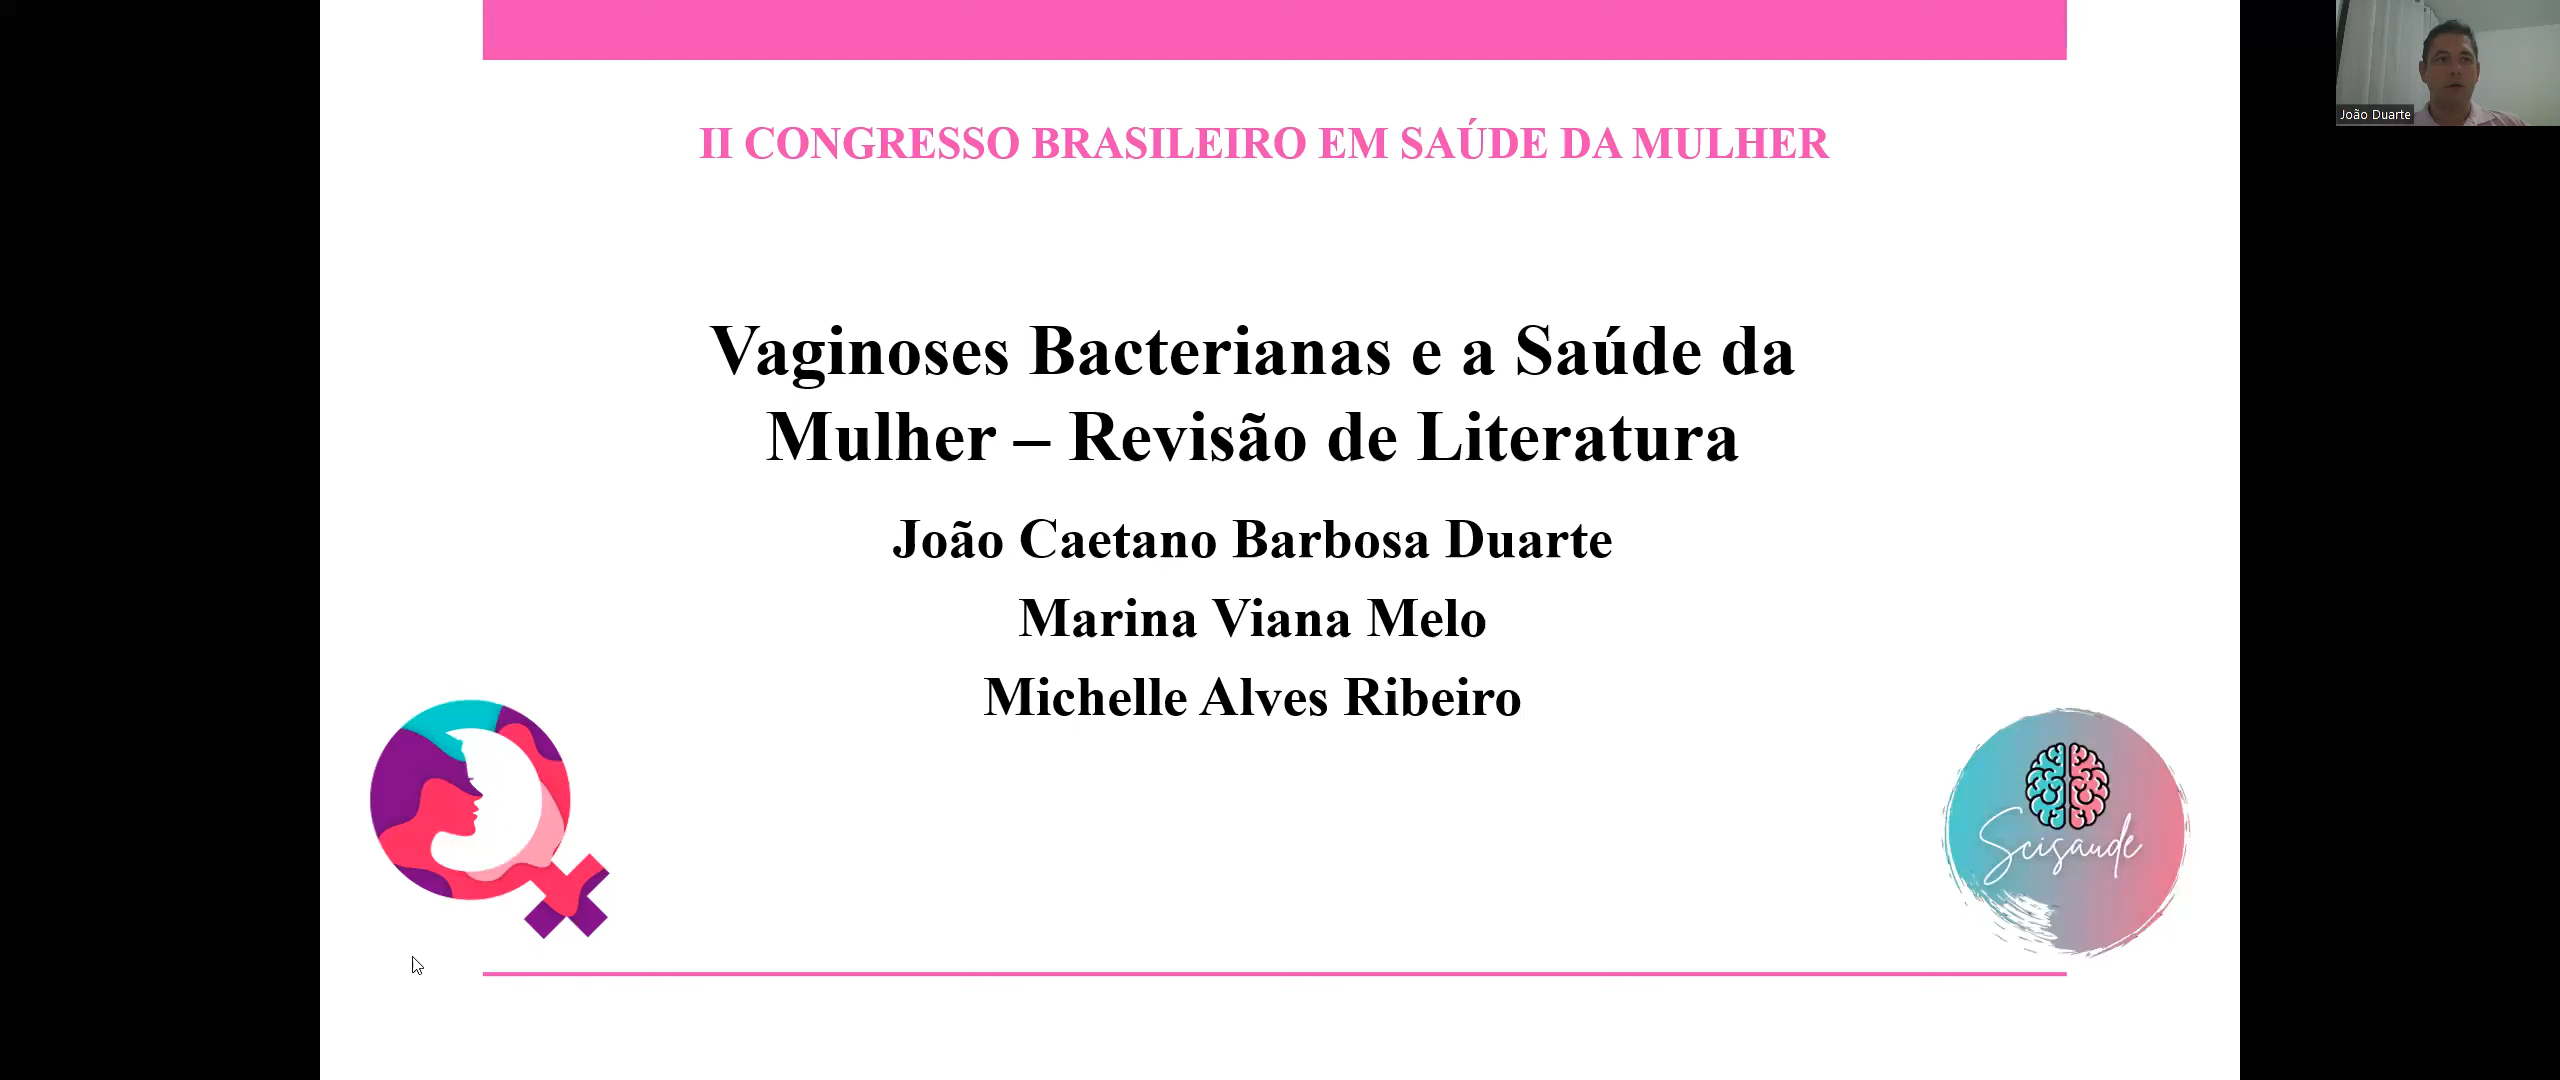 João Duarte
II CONGRESSO BRASILEIRO EM SAÚDE DA MULHER
Vaginoses Bacterianas e a Saúde da
Mulher – Revisão de Literatura
João Caetano Barbosa Duarte
Marina Viana Melo
Michelle Alves Ribeiro
Scisaude